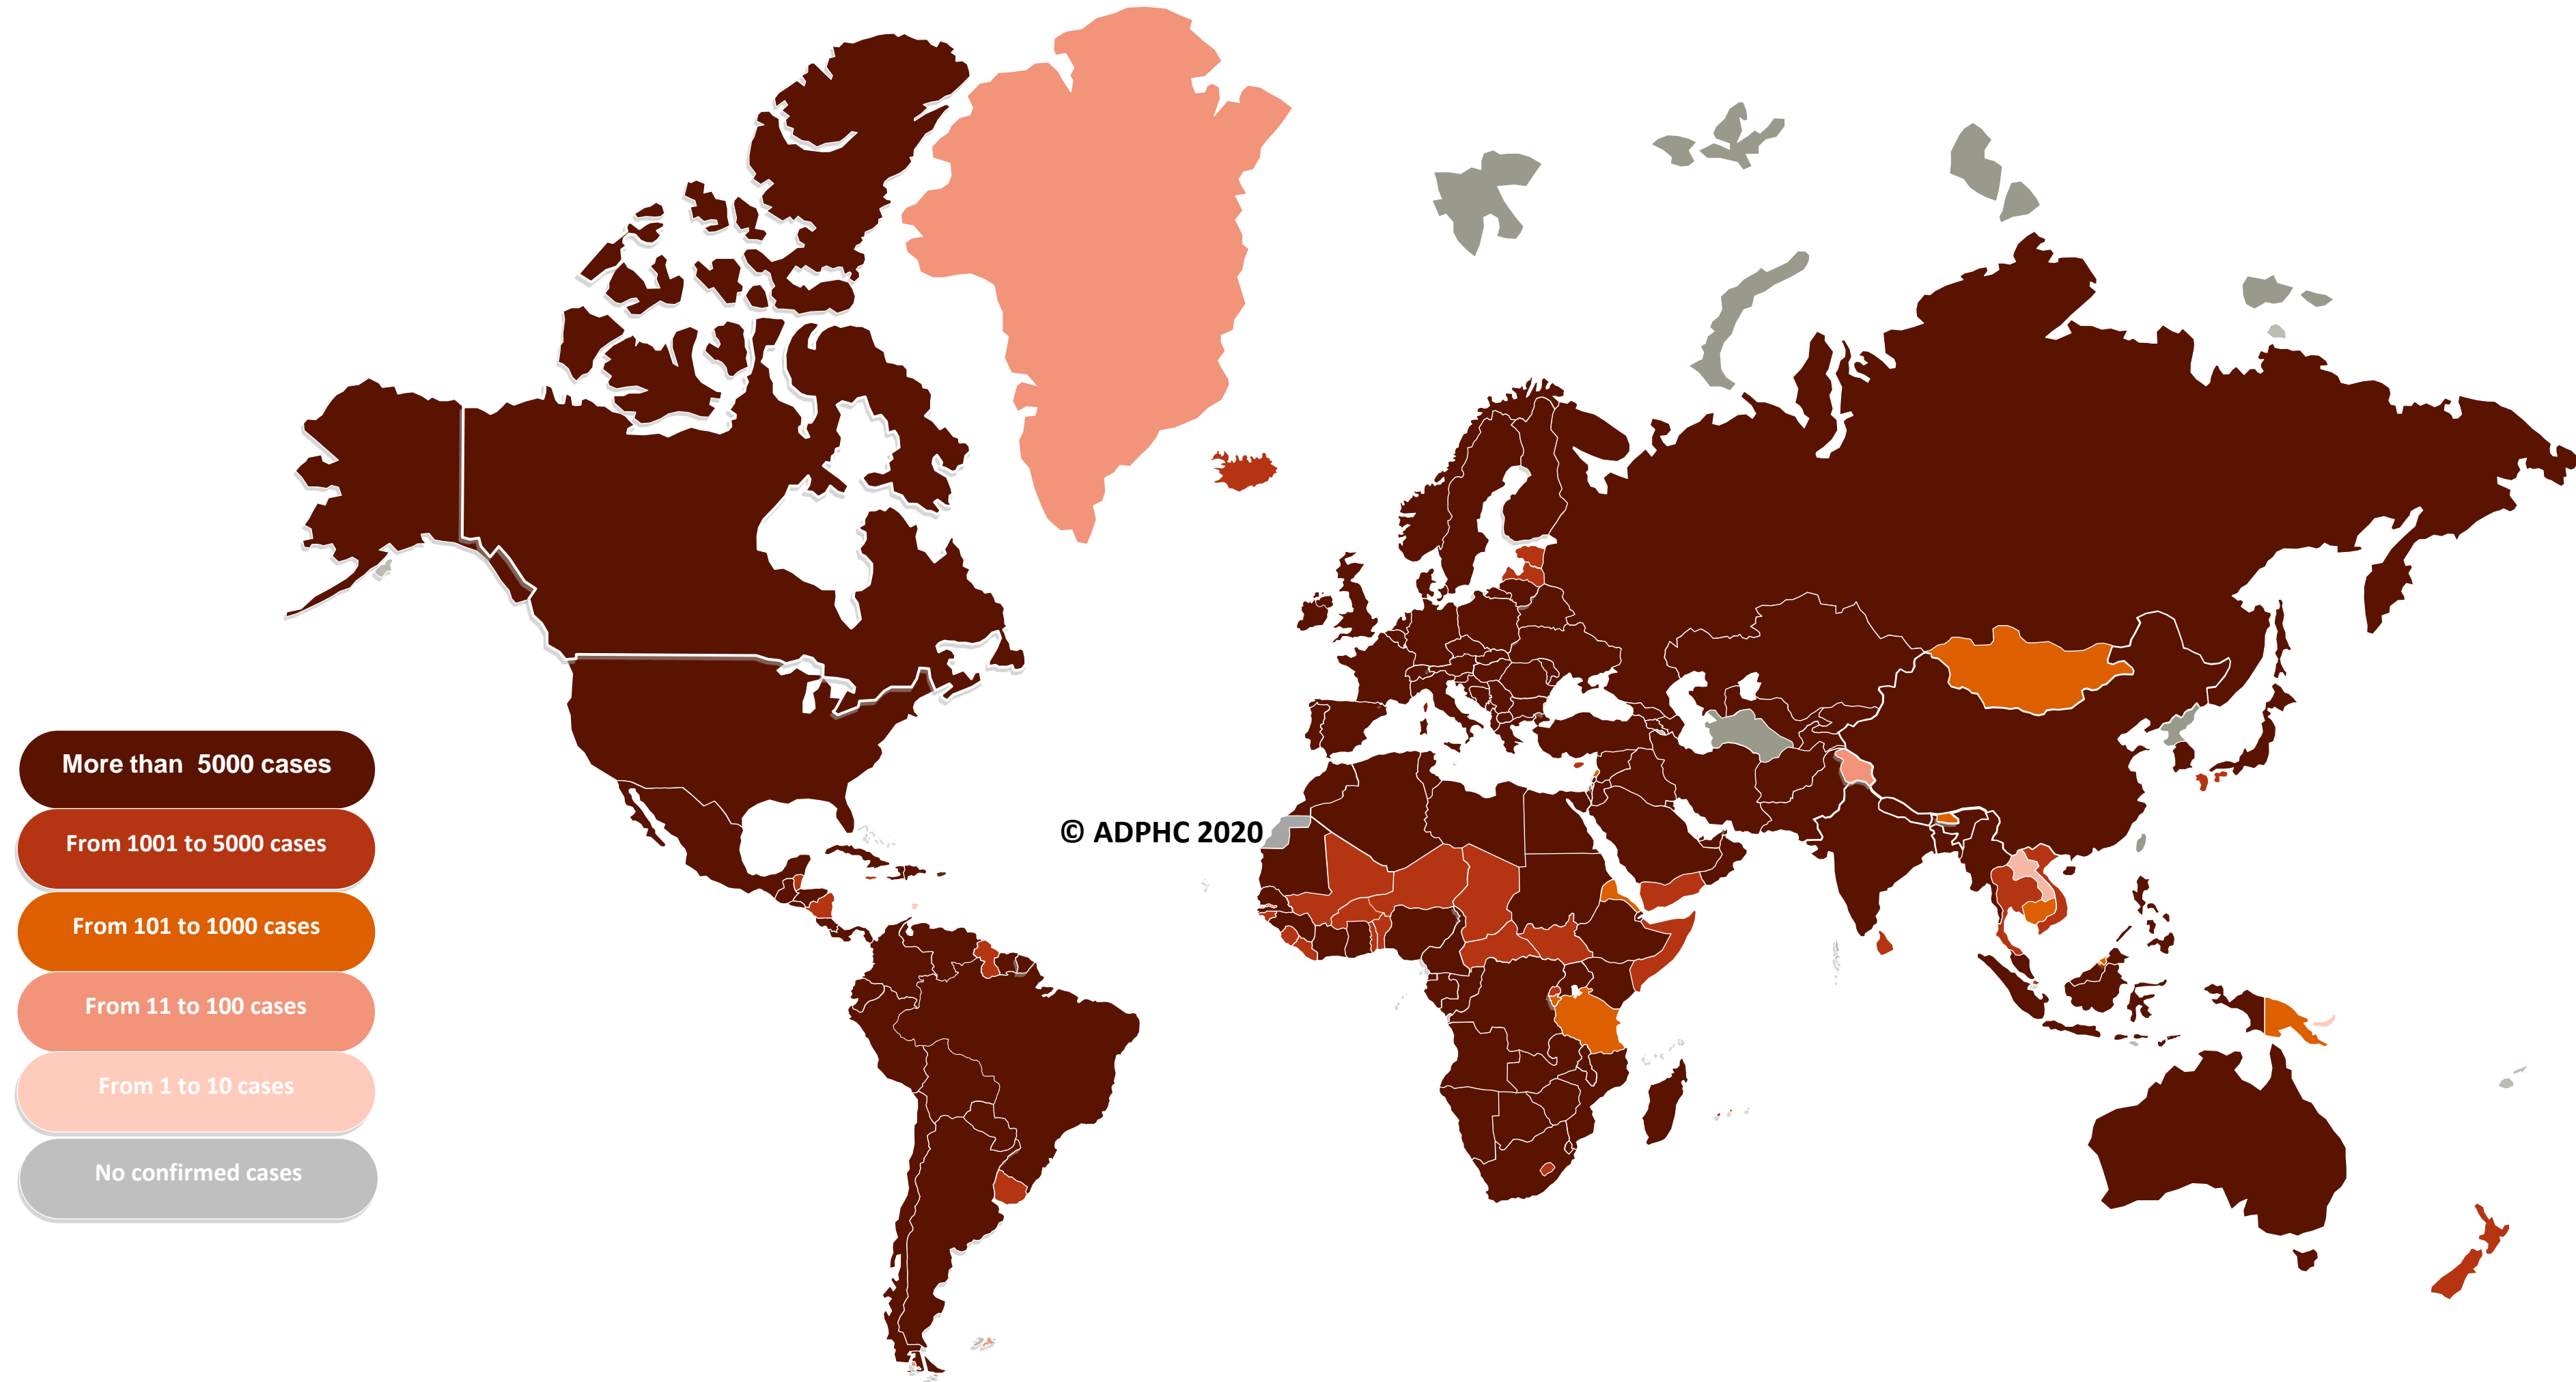 More than  5000 cases
From 1001 to 5000 cases
From 101 to 1000 cases
From 11 to 100 cases
From 1 to 10 cases
No confirmed cases
© ADPHC 2020